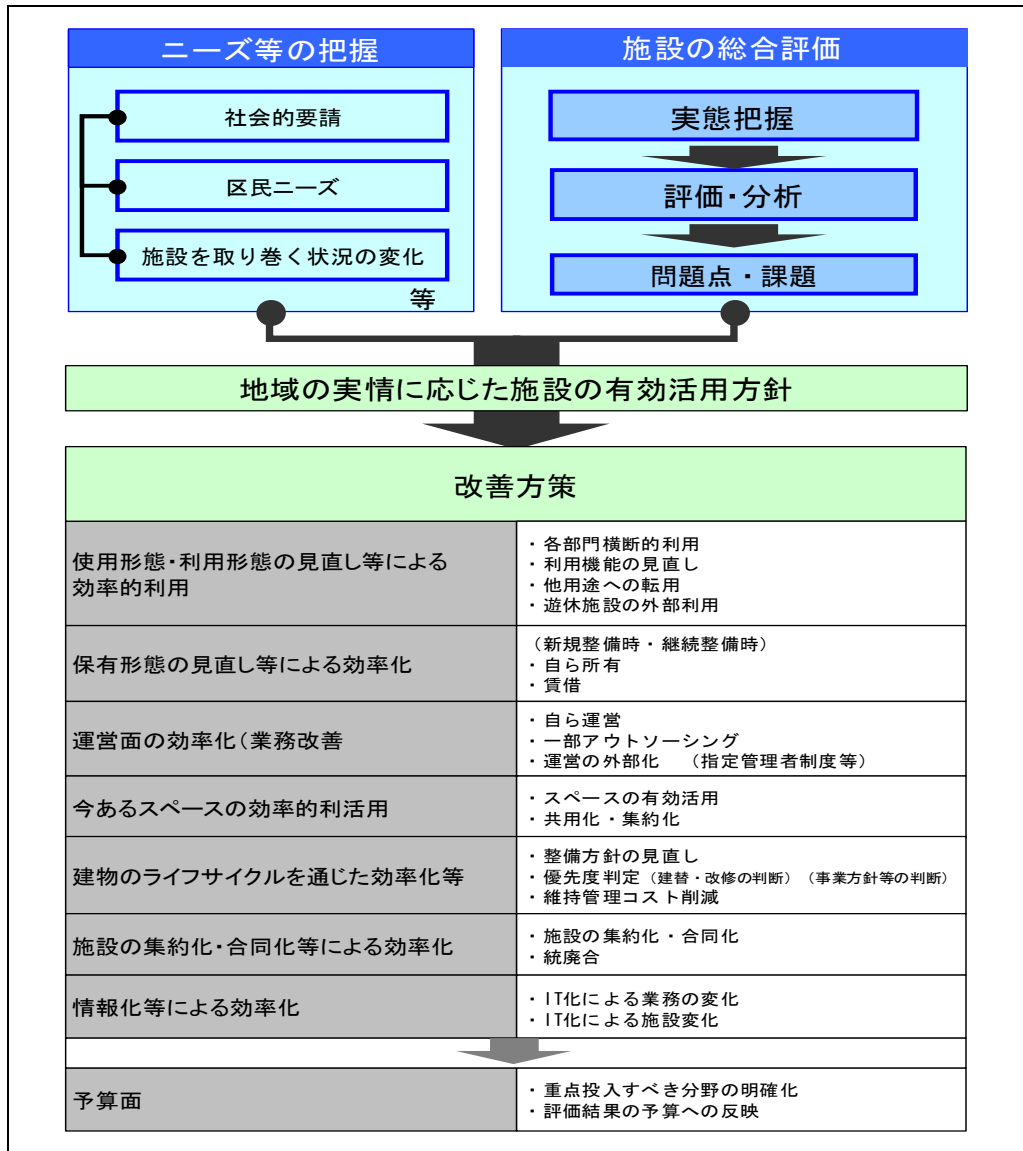 ニーズ等の把握
社会的要請
区民ニーズ
施設を取り巻く状況の変化
等
施設の総合評価
実態把握
評価・分析
問題点・課題
地域の実情に応じた施設の有効活用方針
改善方策
使用形態・利用形態の見直し等による
効率的利用
・各部門横断的利用
・利用機能の見直し
・他用途への転用
・遊休施設の外部利用
保有形態の見直し等による効率化
（新規整備時・継続整備時）
・自ら所有
・賃借
運営面の効率化（業務改善
・自ら運営
・一部アウトソーシング
・運営の外部化　（指定管理者制度等）
今あるスペースの効率的利活用
・スペースの有効活用
・共用化・集約化
建物のライフサイクルを通じた効率化等
・整備方針の見直し
・優先度判定（建替・改修の判断）（事業方針等の判断）
・維持管理コスト削減
施設の集約化・合同化等による効率化
・施設の集約化・合同化
・統廃合
情報化等による効率化
・IT化による業務の変化
・IT化による施設変化
予算面
・重点投入すべき分野の明確化
・評価結果の予算への反映